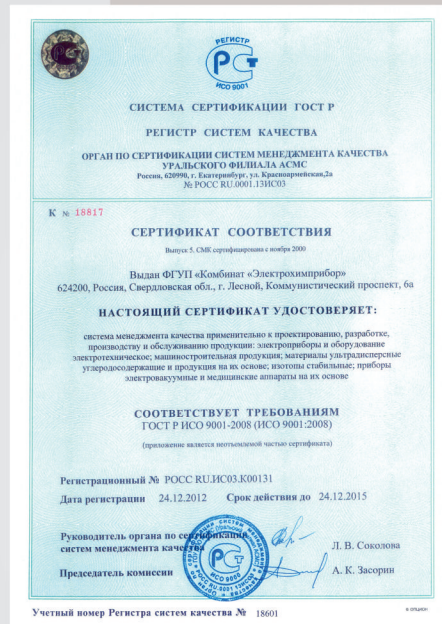 РЕГИСТР
РСТ
ИСО 9001
СИСТЕМА СЕРТИФИКАЦИИ ГОСТ Р
РЕГИСТР СИСТЕМ КАЧЕСТВА
ОРГАН ПО СЕРТИФИКАЦИИ СИСТЕМ МЕНЕДЖМЕНТА КАЧЕСТВА
УРАЛЬСКОГО ФИЛИАЛА АСМС
Россия, 620990, г. Екатеринбург, ул. Красноармейская,2а
№ РОСС RU.0001.13ИС03
К № 18817
СЕРТИФИКАТ СООТВЕТСТВИЯ
Выпуск 5. СМК сертифицирована с ноября 2000
Выдан ФГУП «Комбинат «Электрохимприбор»
624200, Россия, Свердловская обл., г. Лесной, Коммунистический проспект, 6а
НАСТОЯЩИЙ СЕРТИФИКАТ УДОСТОВЕРЯЕТ:
система менеджмента качества применительно к проектированию, разработке,
производству и обслуживанию продукции: электроприборы и оборудование
электротехническое; машиностроительная продукция; материалы ультрадисперсные
углеродосодержащие и продукция на их основе; изотопы стабильные; приборы
электровакуумные и медицинские аппараты на их основе
СООТВЕТСТВУЕТ ТРЕБОВАНИЯМ
ГОСТ Р ИСО 9001-2008 (ИСО 9001:2008)
(приложение является неотъемлемой частью сертификата)
Регистрационный № РОСС RU.ИС03.К00131
Дата регистрации 24.12.2012 Срок действия до 24.12.2015
Руководитель органа по сертификации
систем менеджмента качества Л. В. Соколова
Председатель комиссии А. К. Засорин
Учетный номер Регистра систем качества № 18601